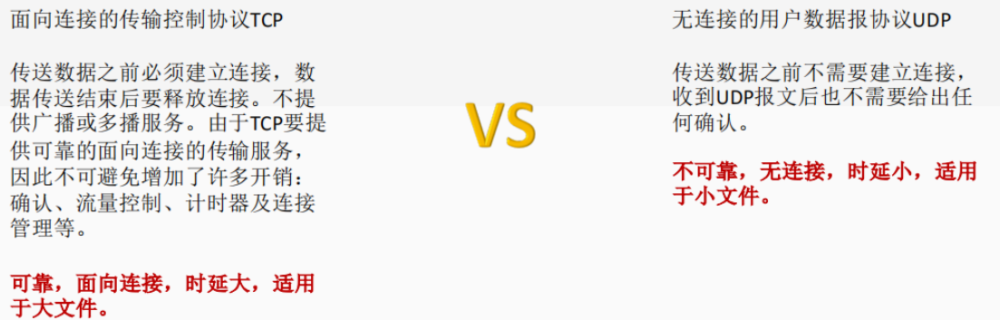 面向连接的传输控制协议TCP
传送数据之前必须建立连接，数
据传送结束后要释放连接。不提
供广播或多播服务。由于TCP要提
供可靠的面向连接的传输服务，
因此不可避免增加了许多开销：
确认、流量控制、计时器及连接
管理等。
可靠，面向连接，时延大，适用
于大文件。
VS
无连接的用户数据报协议UDP
传送数据之前不需要建立连接，
收到UDP报文后也不需要给出任
何确认。
不可靠，无连接，时延小，适用
于小文件。